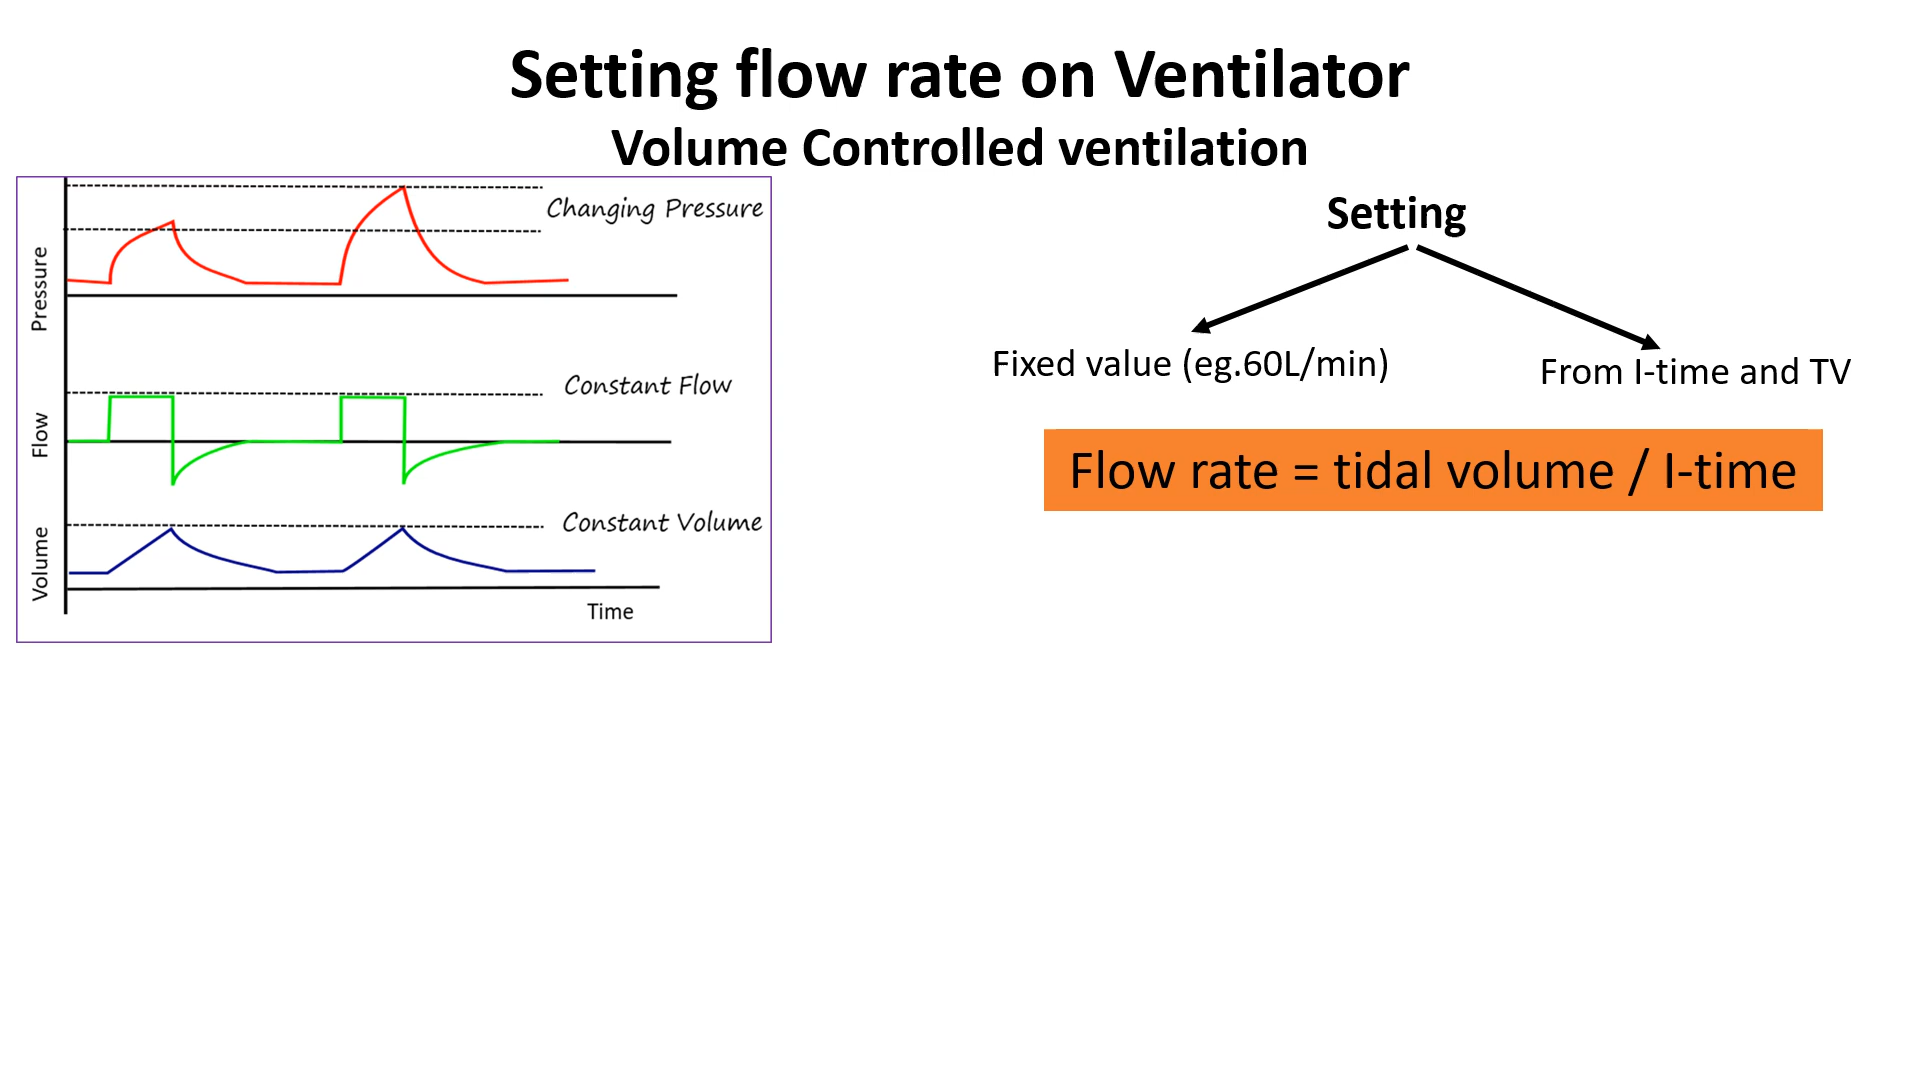 Setting flow rate on Ventilator
Volume Controlled ventilation
Changing Pressure
Pressure
Constant Flow
Flow
Constant Volume
Volume
Time
Setting
Fixed value (eg.60L/min)
From I-time and TV
Flow rate = tidal volume / I-time